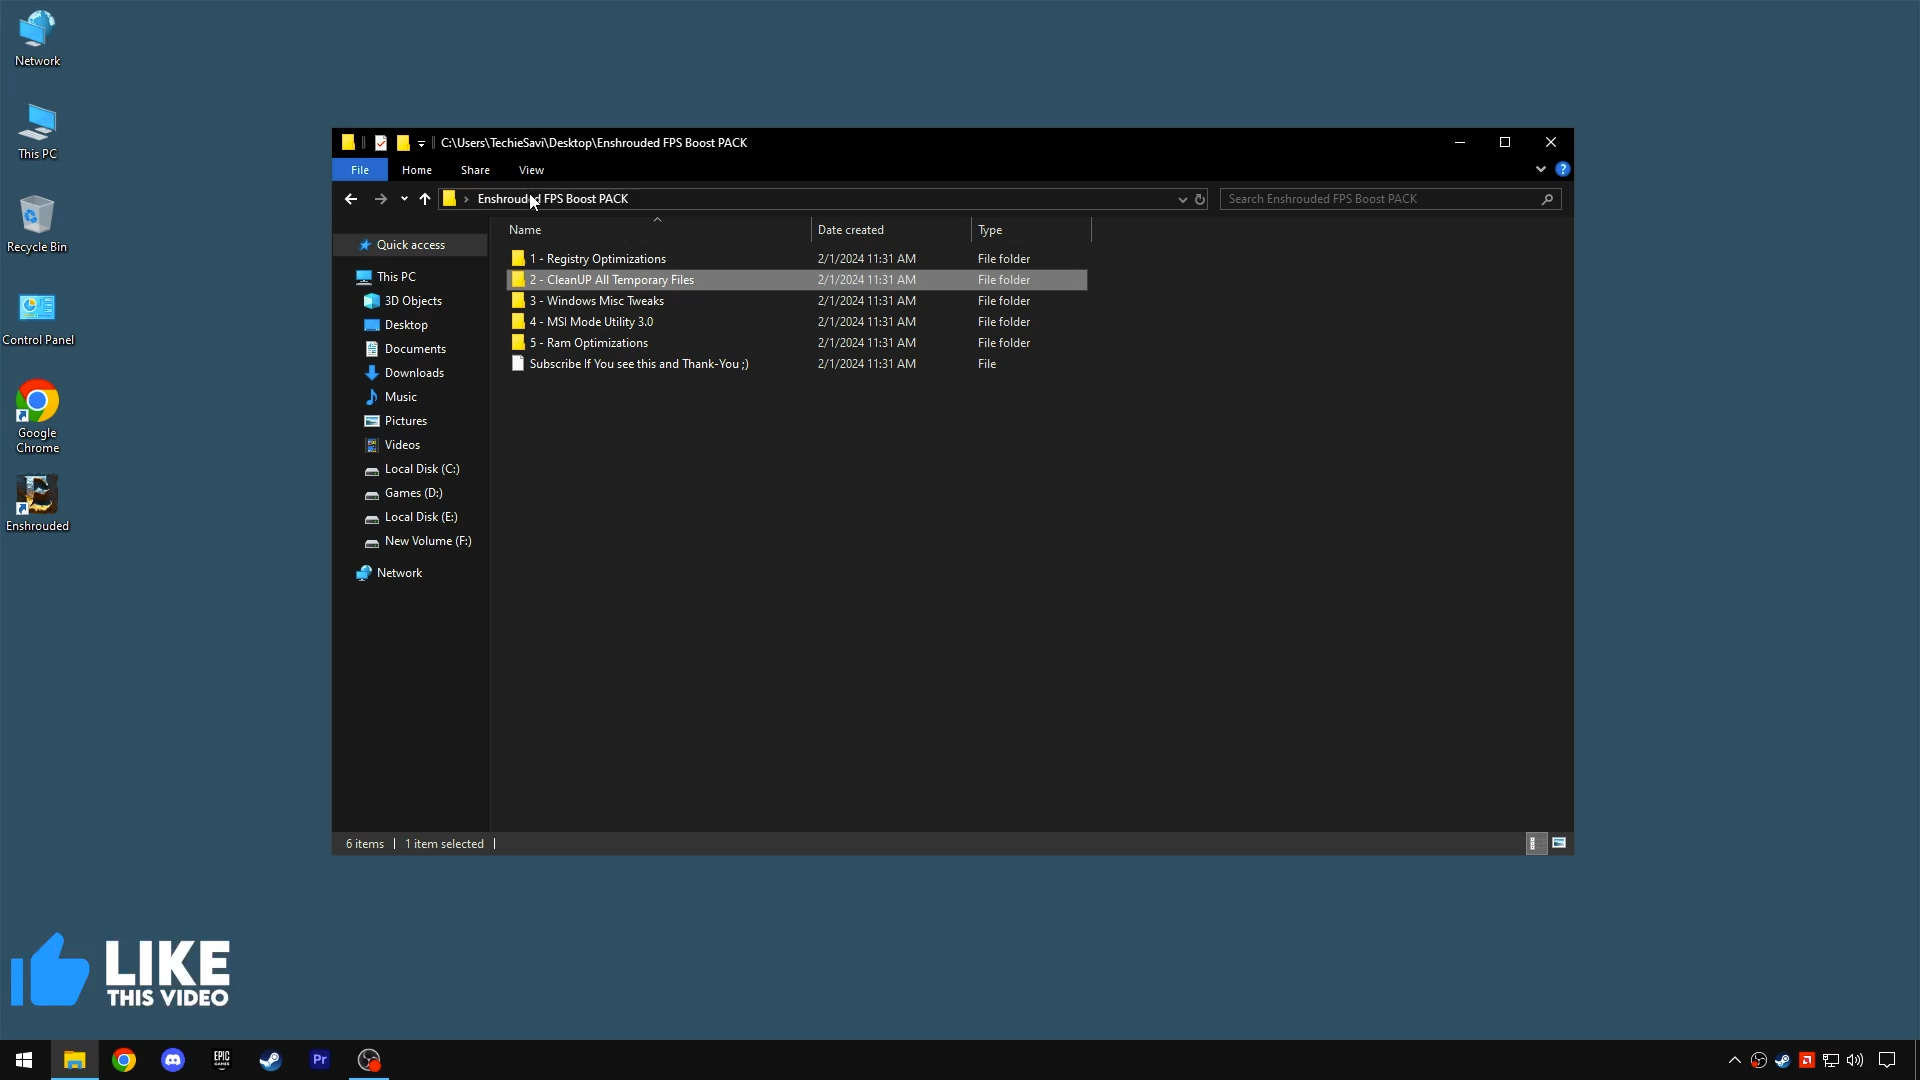 Network
This PC
Recycle Bin
Control Panel
Google
Chrome
Enshrouded
C:\Users\TechieSavi\Desktop\Enshrouded FPS Boost PACK
File Home Share View
Enshrouded FPS Boost PACK
Search Enshrouded FPS Boost PACK
Quick access
This PC
3D Objects
Desktop
Documents
Downloads
Music
Pictures
Videos
Local Disk (C:)
Games (D:)
Local Disk (E:)
New Volume (F:)
Network
Name Date created Type
1 - Registry Optimizations 2/1/2024 11:31 AM File folder
2 - CleanUP All Temporary Files 2/1/2024 11:31 AM File folder
3 - Windows Misc Tweaks 2/1/2024 11:31 AM File folder
4 - MSI Mode Utility 3.0 2/1/2024 11:31 AM File folder
5 - Ram Optimizations 2/1/2024 11:31 AM File folder
Subscribe If You see this and Thank-You ;) 2/1/2024 11:31 AM File
6 items 1 item selected
LIKE
THIS VIDEO
EPIC
GAMES
Pr